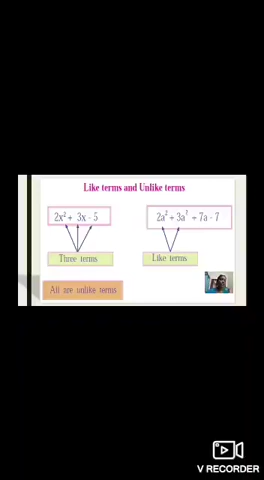 Like terms and Unlike terms
2x² + 3x - 5
2a² + 3a³ + 7a - 7
Three terms
Like terms
All are unlike terms
V RECORDER